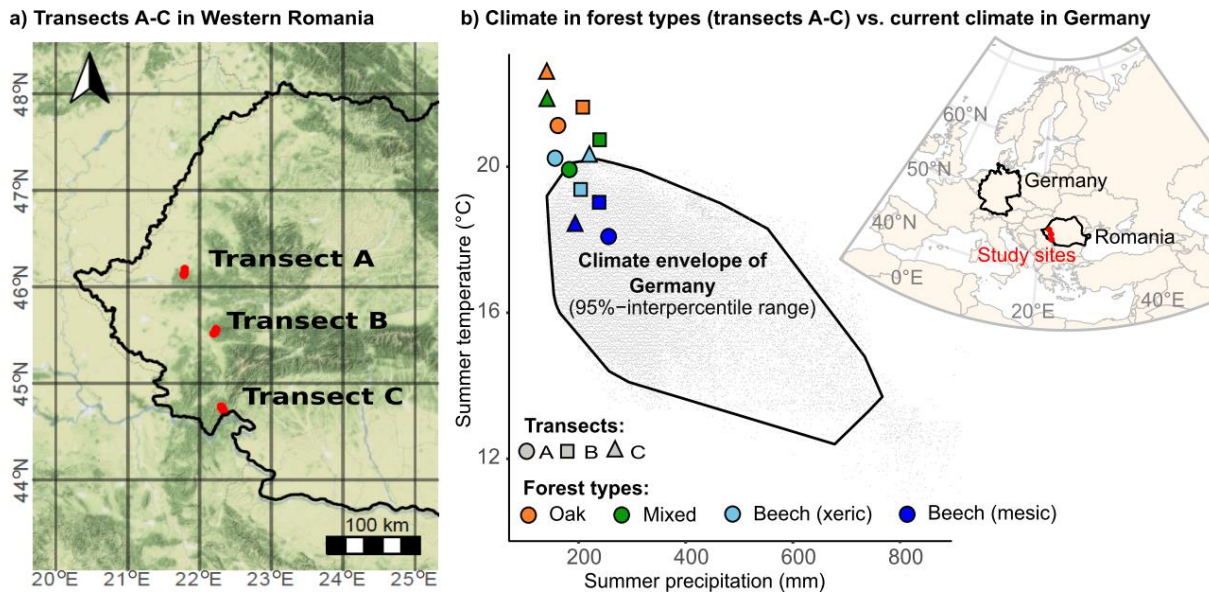 a) Transects A-C in Western Romania
48°N
47°N
46°N
45°N
44°N
Transect A
Transect B
Transect C
100 km
20°E
21°E
22°E
23°E
24°E
25°E
b) Climate in forest types (transects A-C) vs. current climate in Germany
Summer temperature (°C)
20
16
12
Climate envelope of
Germany
(95%−interpercentile range)
Transects:
A B C
Forest types:
Oak Mixed Beech (xeric) Beech (mesic)
200 400 600 800
Summer precipitation (mm)
60°N
50°N
40°N
0°E
20°E
40°E
Germany
Romania
Study sites